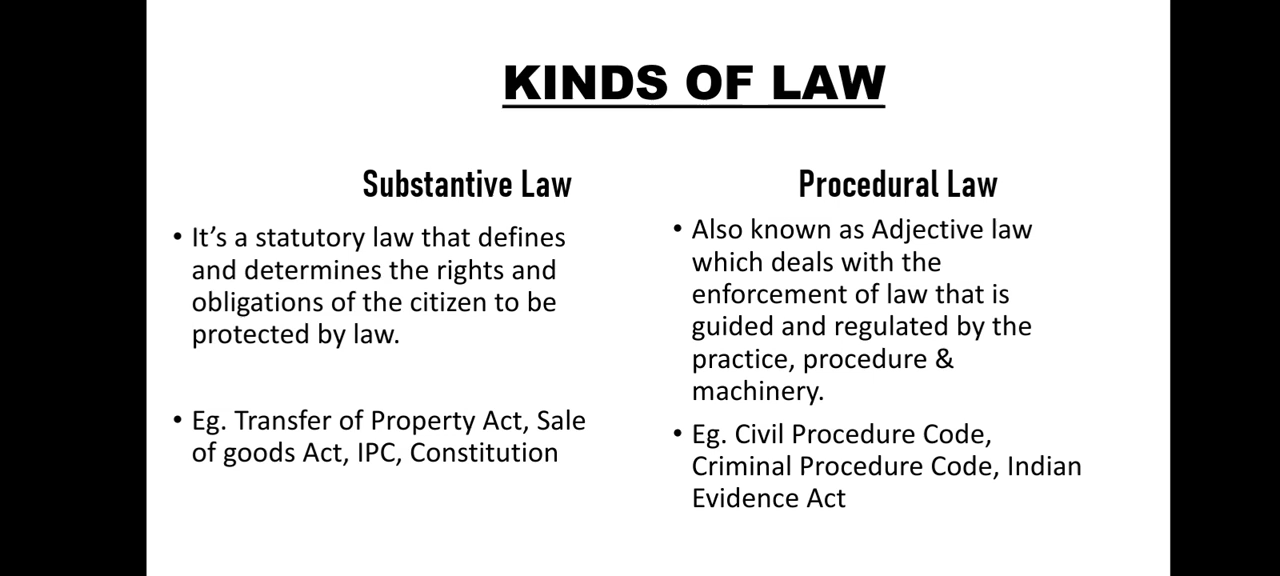 KINDS OF LAW
Substantive Law
• It’s a statutory law that defines
and determines the rights and
obligations of the citizen to be
protected by law.
• Eg. Transfer of Property Act, Sale
of goods Act, IPC, Constitution
Procedural Law
• Also known as Adjective law
which deals with the
enforcement of law that is
guided and regulated by the
practice, procedure &
machinery.
• Eg. Civil Procedure Code,
Criminal Procedure Code, Indian
Evidence Act